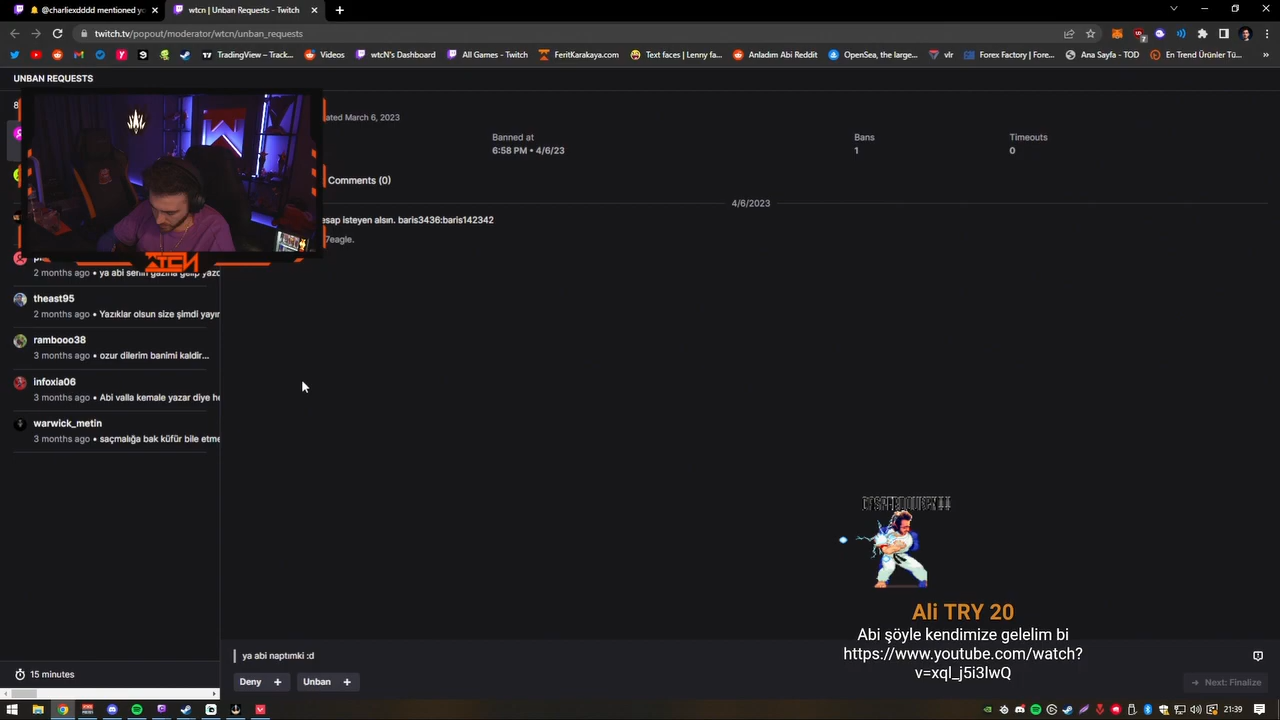 @charliexdddd mentioned y
wtcn | Unban Requests - Twitch
twitch.tv/popout/moderator/wtcn/unban_requests
TradingView – Track...
Videos
wtcN's Dashboard
All Games - Twitch
FeritKarakaya.com
Text faces | Lenny fa...
Anladım Abi Reddit
OpenSea, the large...
vlr
Forex Factory | Fore...
Ana Sayfa - TOD
En Trend Ürünler Tü...
UNBAN REQUESTS
8
ated March 6, 2023
Banned at
Bans
Timeouts
6:58 PM • 4/6/23
1
0
Comments (0)
4/6/2023
esap isteyen alsın. baris3436:baris142342
7eagle.
WTCN
2 months ago • ya abi senin gazina gelip yazd
theast95
2 months ago • Yazıklar olsun size şimdi yayır
rambooo38
3 months ago • ozur dilerim banimi kaldir...
infoxia06
3 months ago • Abi valla kemale yazar diye he
warwick_metin
3 months ago • saçmalığa bak küfür bile etme
Ali TRY 20
Abi şöyle kendimize gelelim bi
https://www.youtube.com/watch?
v=xql_j5i3lwQ
ya abi naptımki :d
15 minutes
Deny +
Unban +
Next: Finalize
21:39